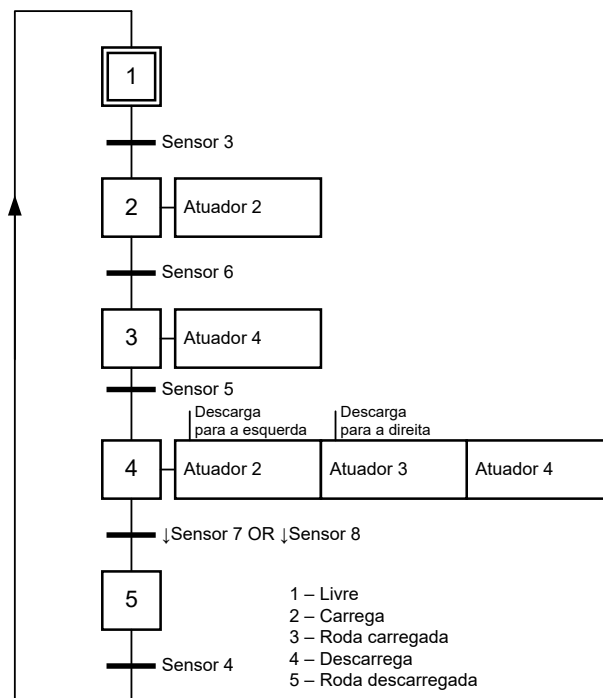 1
Sensor 3
2
Atuador 2
Sensor 6
3
Atuador 4
Sensor 5
Descarga
para a esquerda
Descarga
para a direita
4
Atuador 2
Atuador 3
Atuador 4
↓Sensor 7 OR ↓Sensor 8
5
1 – Livre
2 – Carrega
3 – Roda carregada
4 – Descarrega
5 – Roda descarregada
Sensor 4